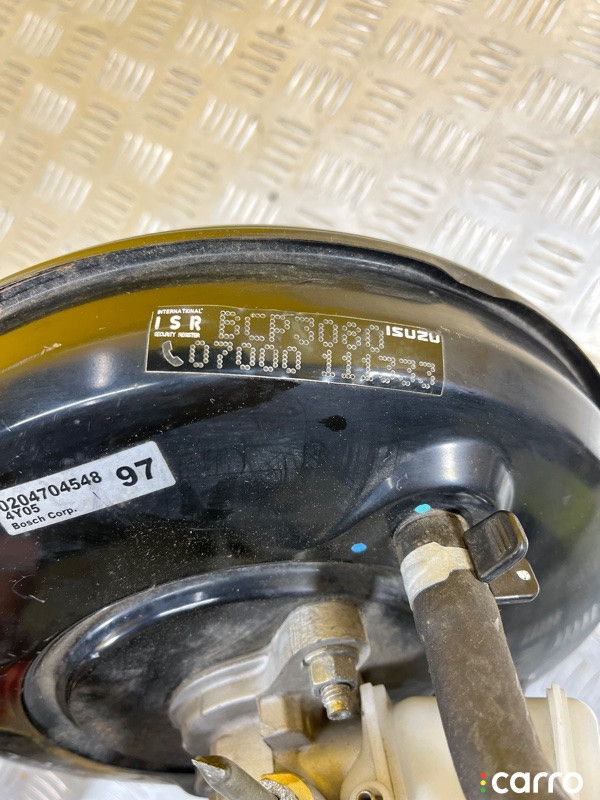 INTERNATIONAL
ISR
SECURITY REGISTER
BCP3080
ISUZU
07000 111333
0204704548
97
4Y05
Bosch Corp.
carro